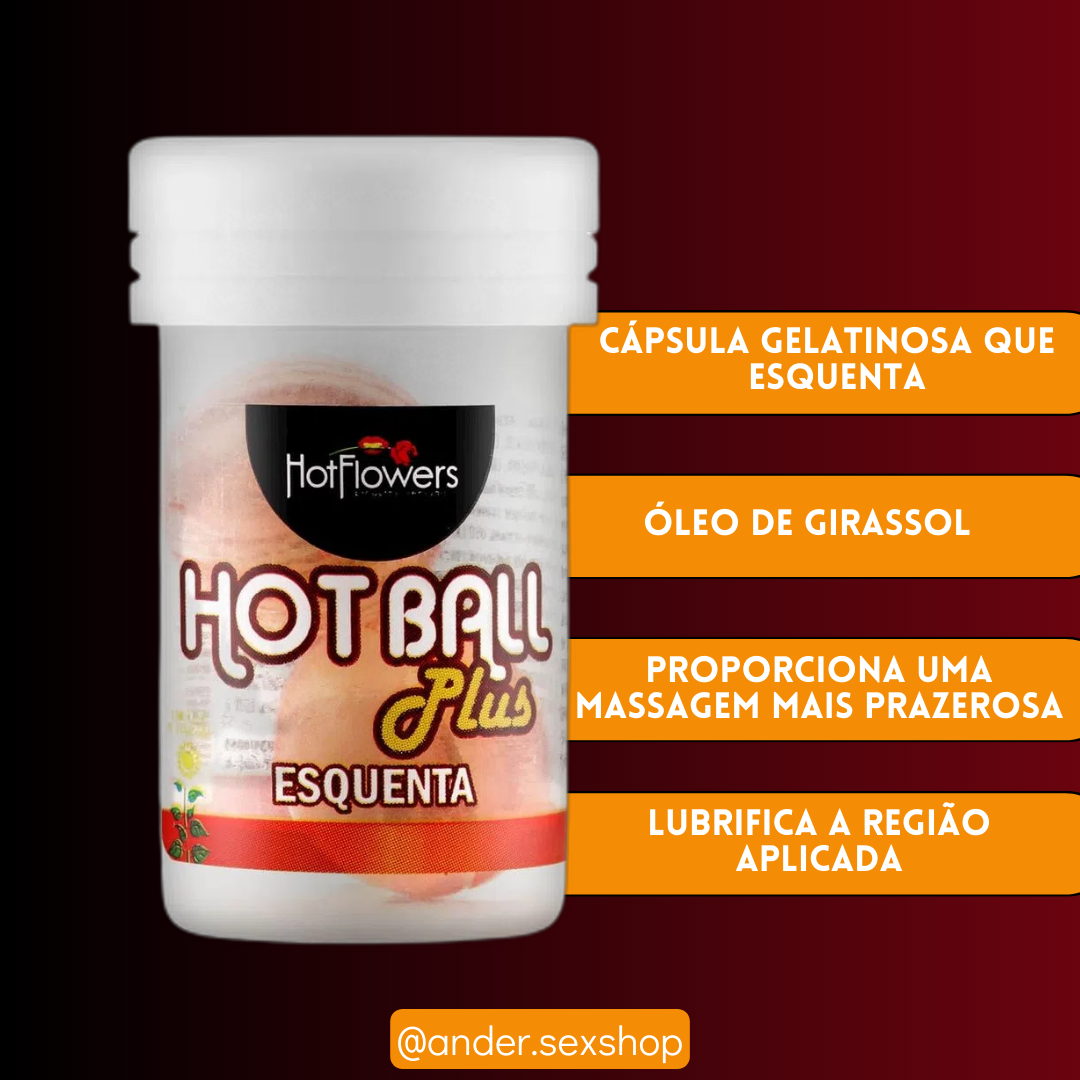 CÁPSULA GELATINOSA QUE
ESQUENTA
HotFlowers
ÓLEO DE GIRASSOL
HOT BALL
Plus
PROPORCIONA UMA
MASSAGEM MAIS PRAZEROSA
ESQUENTA
LUBRIFICA A REGIÃO
APLICADA
@ander.sexshop